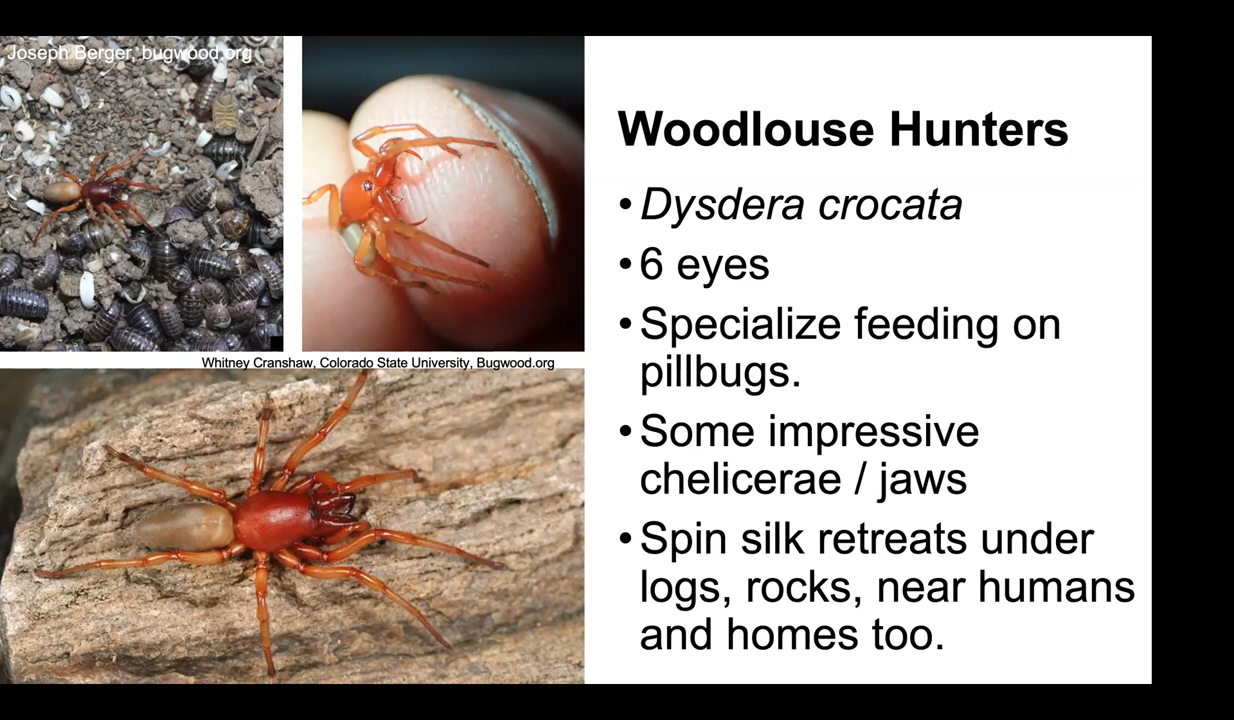 Joseph Berger, bugwood.org
Whitney Cranshaw, Colorado State University, Bugwood.org
Woodlouse Hunters
• Dysdera crocata
• 6 eyes
• Specialize feeding on
pillbugs.
• Some impressive
chelicerae / jaws
• Spin silk retreats under
logs, rocks, near humans
and homes too.